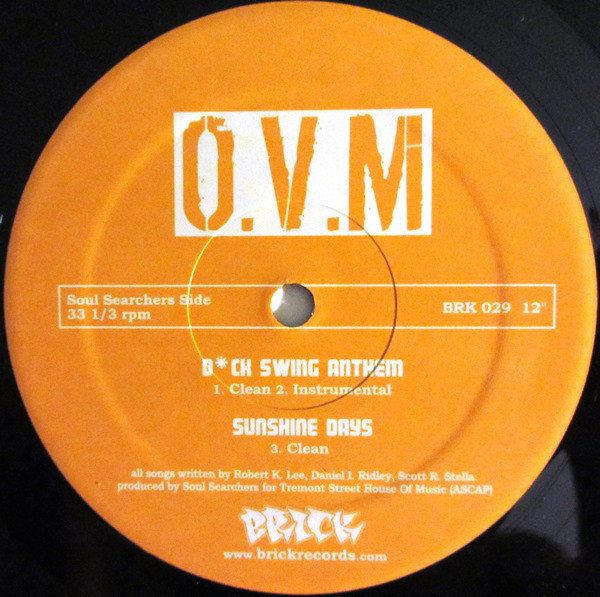 O.V.M
Soul Searchers Side
33 1/3 rpm
BRK 029 12"
B*CK SWING ANTHEM
1. Clean 2. Instrumental
SUNSHINE DAYS
3. Clean
all songs written by Robert K. Lee, Daniel I. Ridley, Scott R. Stella.
produced by Soul Searchers for Tremont Street House Of Music (ASCAP)
BRICK
www.brickrecords.com